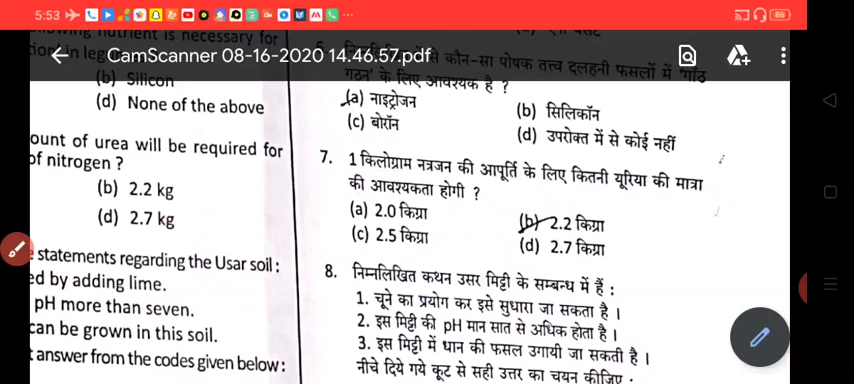 5:53
86
CamScanner 08-16-2020 14.46.57.pdf
nutrient is necessary for
(b) Silicon
(d) None of the above
ount of urea will be required for
of nitrogen ?
(b) 2.2 kg
(d) 2.7 kg
statements regarding the Usar soil :
ed by adding lime.
pH more than seven.
can be grown in this soil.
t answer from the codes given below :
से कौन-सा पोषक तत्त्व दलहनी फसलों में 'गाँठ
गठन' के लिए आवश्यक है ?
(a) नाइट्रोजन
(b) सिलिकॉन
(c) बोरॉन
(d) उपरोक्त में से कोई नहीं
7. 1 किलोग्राम नत्रजन की आपूर्ति के लिए कितनी यूरिया की मात्रा
की आवश्यकता होगी ?
(a) 2.0 किग्रा
(b) 2.2 किग्रा
(c) 2.5 किग्रा
(d) 2.7 किग्रा
8. निम्नलिखित कथन उसर मिट्टी के सम्बन्ध में हैं :
1. चूने का प्रयोग कर इसे सुधारा जा सकता है ।
2. इस मिट्टी की pH मान सात से अधिक होता है ।
3. इस मिट्टी में धान की फसल उगायी जा सकती है ।
नीचे दिये गये कूट से सही उत्तर का चयन कीजिए :